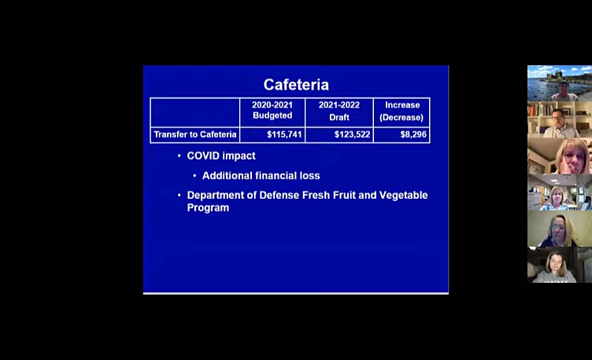 Cafeteria
2020-2021 2021-2022 Increase
Budgeted Draft (Decrease)
Transfer to Cafeteria $115,741 $123,522 $8,296
• COVID impact
• Additional financial loss
• Department of Defense Fresh Fruit and Vegetable
Program